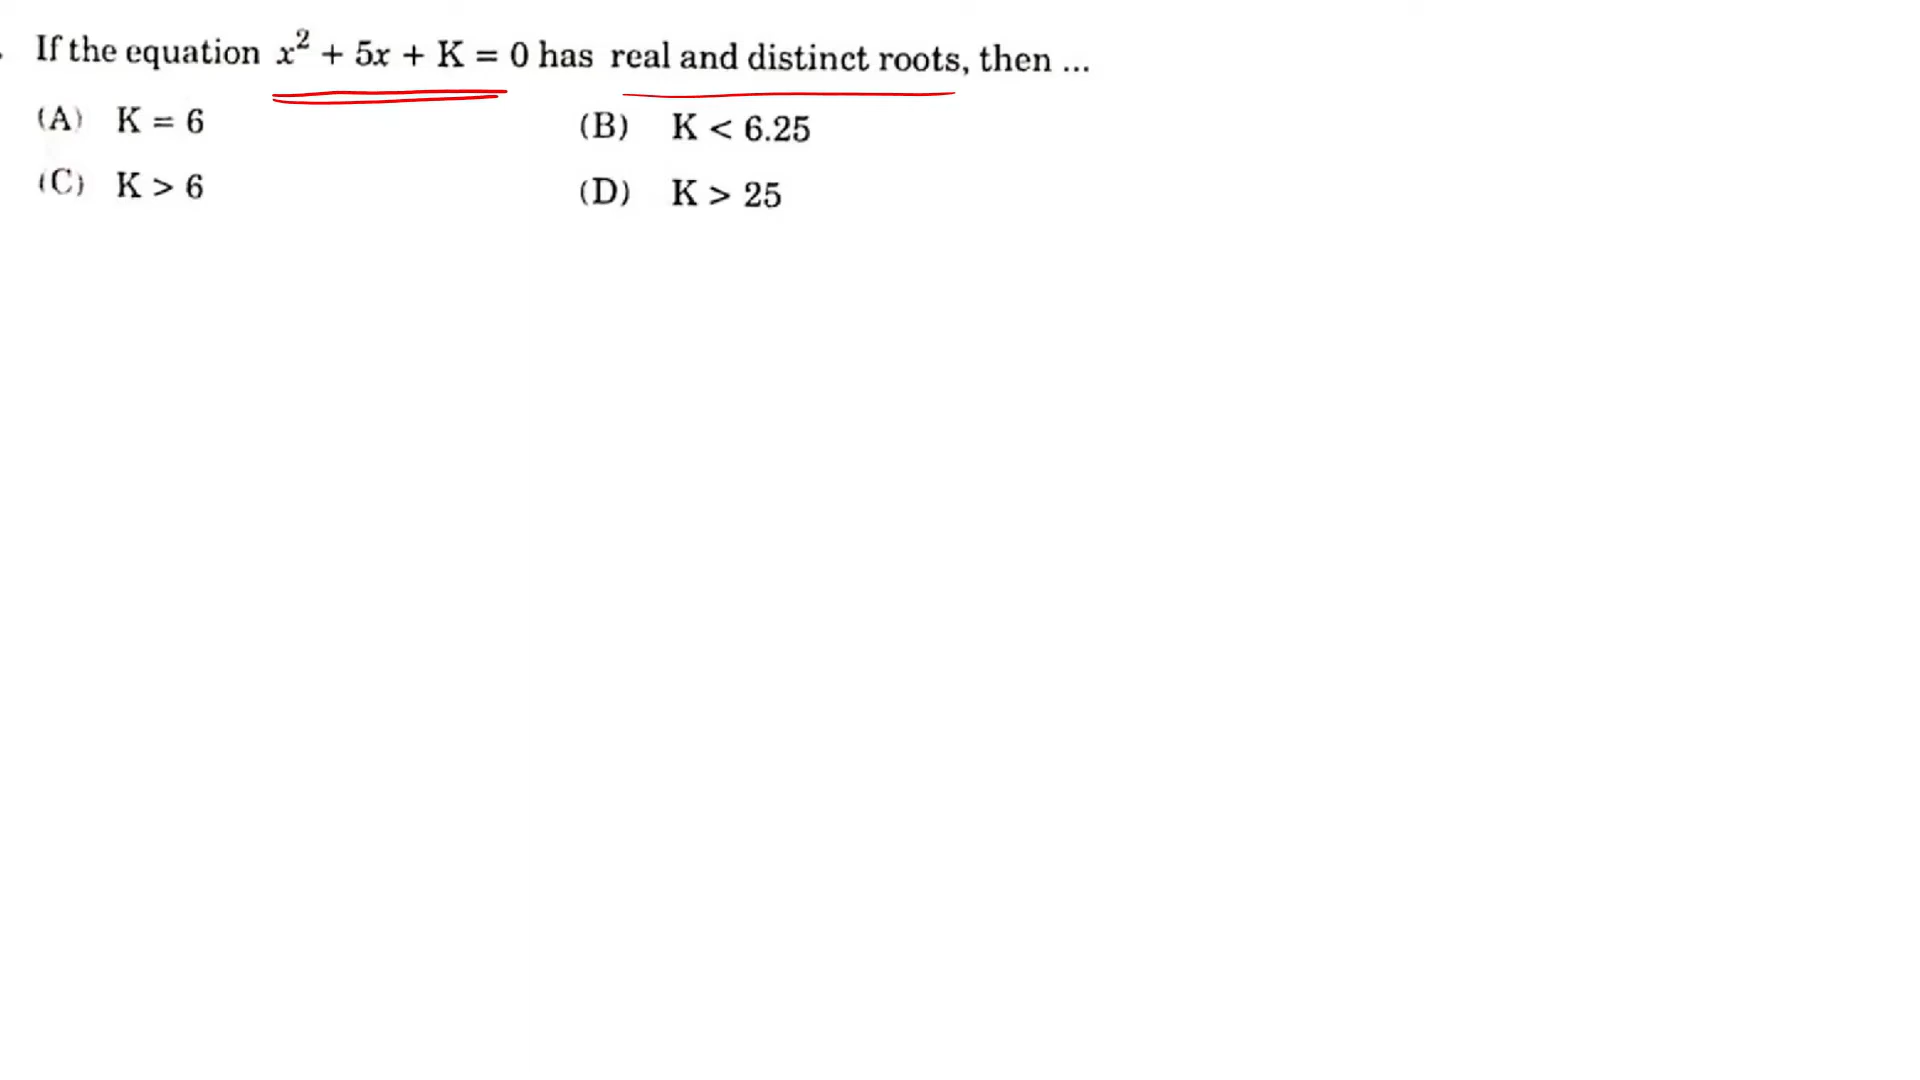 If the equation x² + 5x + K = 0 has real and distinct roots, then ...
(A) K = 6
(B) K < 6.25
(C) K > 6
(D) K > 25